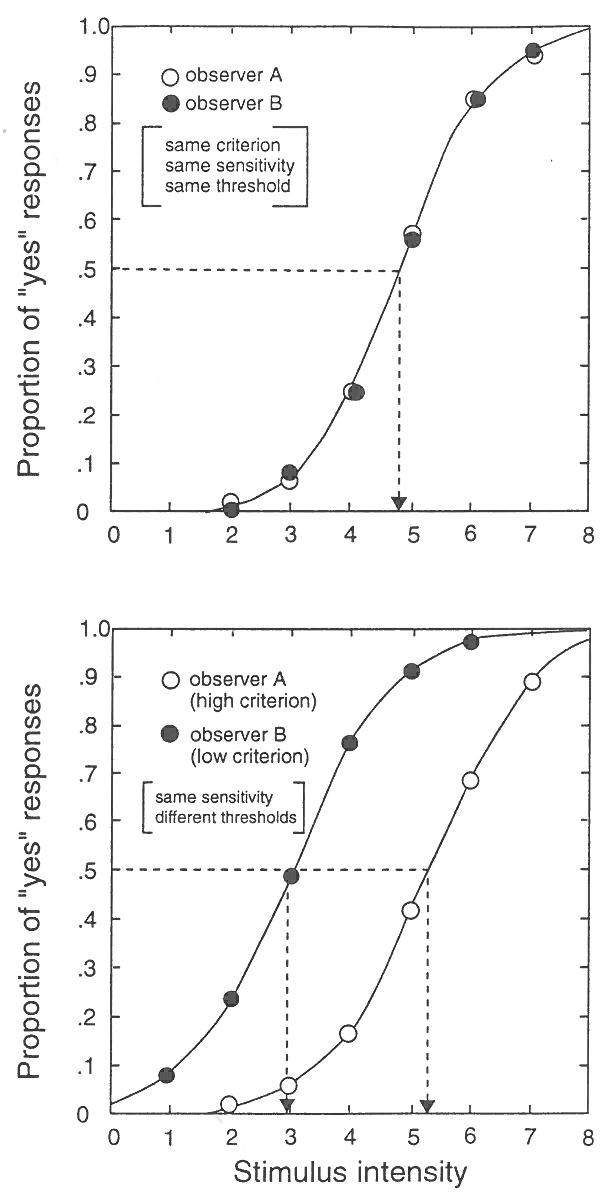 Proportion of "yes" responses
1.0
.9
.8
.7
.6
.5
.4
.3
.2
.1
0
observer A
observer B
same criterion
same sensitivity
same threshold
0 1 2 3 4 5 6 7 8
Proportion of "yes" responses
1.0
.9
.8
.7
.6
.5
.4
.3
.2
.1
0
observer A
(high criterion)
observer B
(low criterion)
same sensitivity
different thresholds
0 1 2 3 4 5 6 7 8
Stimulus intensity